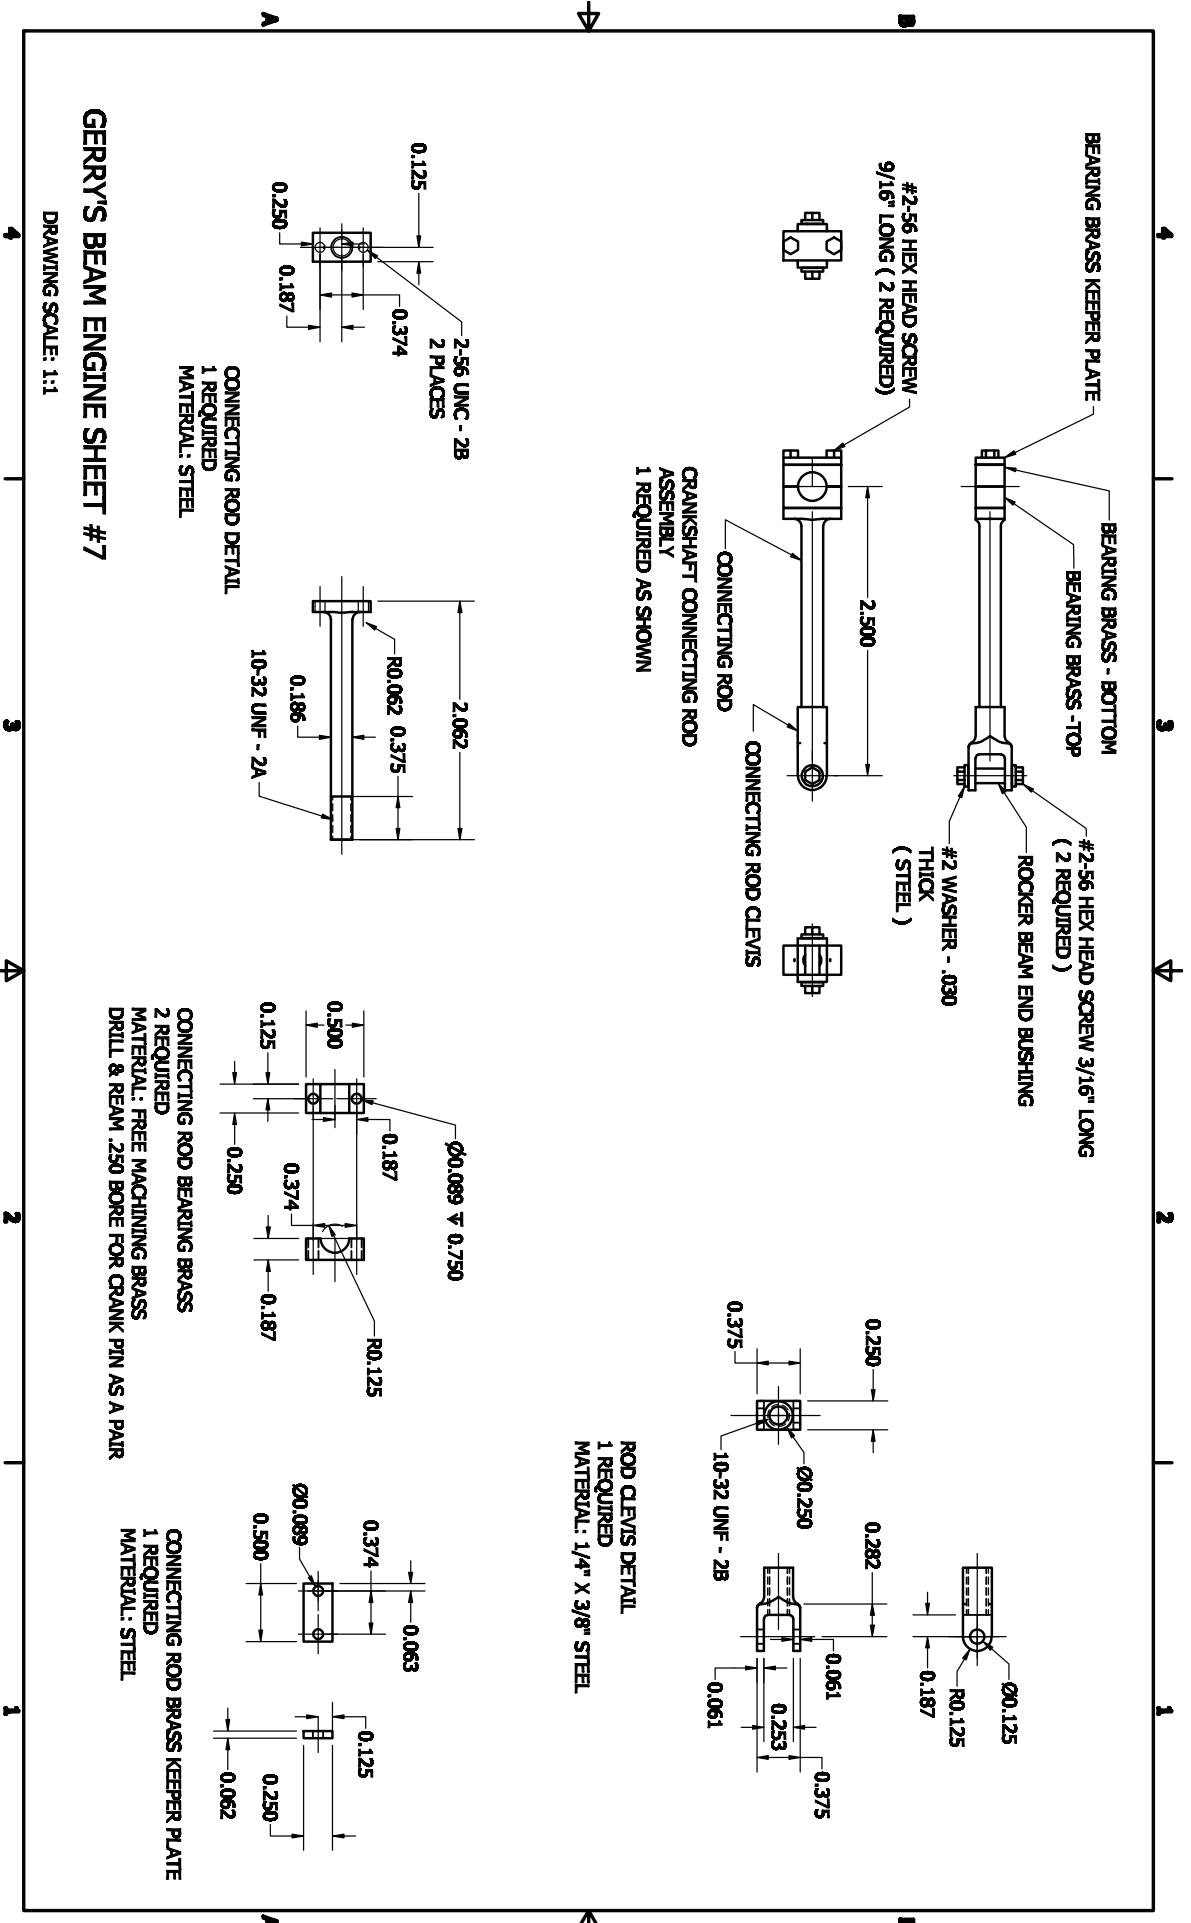 4
3
2
1
B
B
A
A
4
3
2
1
BEARING BRASS KEEPER PLATE
BEARING BRASS - BOTTOM
BEARING BRASS -TOP
#2-56 HEX HEAD SCREW 3/16" LONG
( 2 REQUIRED )
ROCKER BEAM END BUSHING
#2 WASHER - .030
THICK
( STEEL )
#2-56 HEX HEAD SCREW
9/16" LONG ( 2 REQUIRED)
2.500
CONNECTING ROD
CONNECTING ROD CLEVIS
CRANKSHAFT CONNECTING ROD
ASSEMBLY
1 REQUIRED AS SHOWN
Ø0.125
R0.125
0.187
0.250
0.375
Ø0.250
10-32 UNF - 2B
0.282
0.061
0.061
0.253
0.375
ROD CLEVIS DETAIL
1 REQUIRED
MATERIAL: 1/4" X 3/8" STEEL
0.125
0.250
0.187
0.374
2-56 UNC - 2B
2 PLACES
2.062
R0.062
0.375
0.186
10-32 UNF - 2A
CONNECTING ROD DETAIL
1 REQUIRED
MATERIAL: STEEL
0.500
0.125
0.250
Ø0.089 ↧ 0.750
0.187
0.374
R0.125
0.187
CONNECTING ROD BEARING BRASS
2 REQUIRED
MATERIAL: FREE MACHINING BRASS
DRILL & REAM .250 BORE FOR CRANK PIN AS A PAIR
0.063
0.374
Ø0.089
0.500
0.125
0.250
0.062
CONNECTING ROD BRASS KEEPER PLATE
1 REQUIRED
MATERIAL: STEEL
GERRY'S BEAM ENGINE SHEET #7
DRAWING SCALE: 1:1